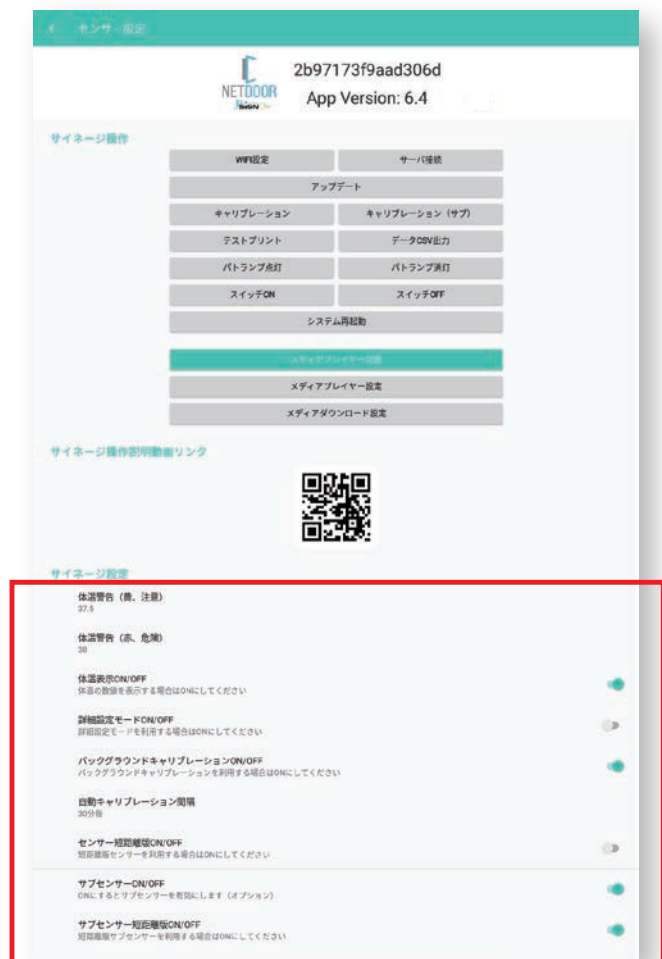 センサー設定
NETDOOR
SIGN
2b97173f9aad306d
App Version: 6.4
サイネージ操作
WIFI設定
サーバ接続
アップデート
キャリブレーション
キャリブレーション（サブ）
テストプリント
データCSV出力
パトランプ点灯
パトランプ消灯
スイッチON
スイッチOFF
システム再起動
メディアプレイヤー起動
メディアプレイヤー設定
メディアダウンロード設定
サイネージ操作説明動画リンク
サイネージ設定
体温警告（黄、注意）
37.5
体温警告（赤、危険）
38
体温表示ON/OFF
体温の数値を表示する場合はONにしてください
詳細設定モードON/OFF
詳細設定モードを利用する場合はONにしてください
バックグラウンドキャリブレーションON/OFF
バックグラウンドキャリブレーションを利用する場合はONにしてください
自動キャリブレーション間隔
30分毎
センサー短距離版ON/OFF
短距離版センサーを利用する場合はONにしてください
サブセンサーON/OFF
ONにするとサブセンサーを有効にします（オプション）
サブセンサー短距離版ON/OFF
短距離版サブセンサーを利用する場合はONにしてください